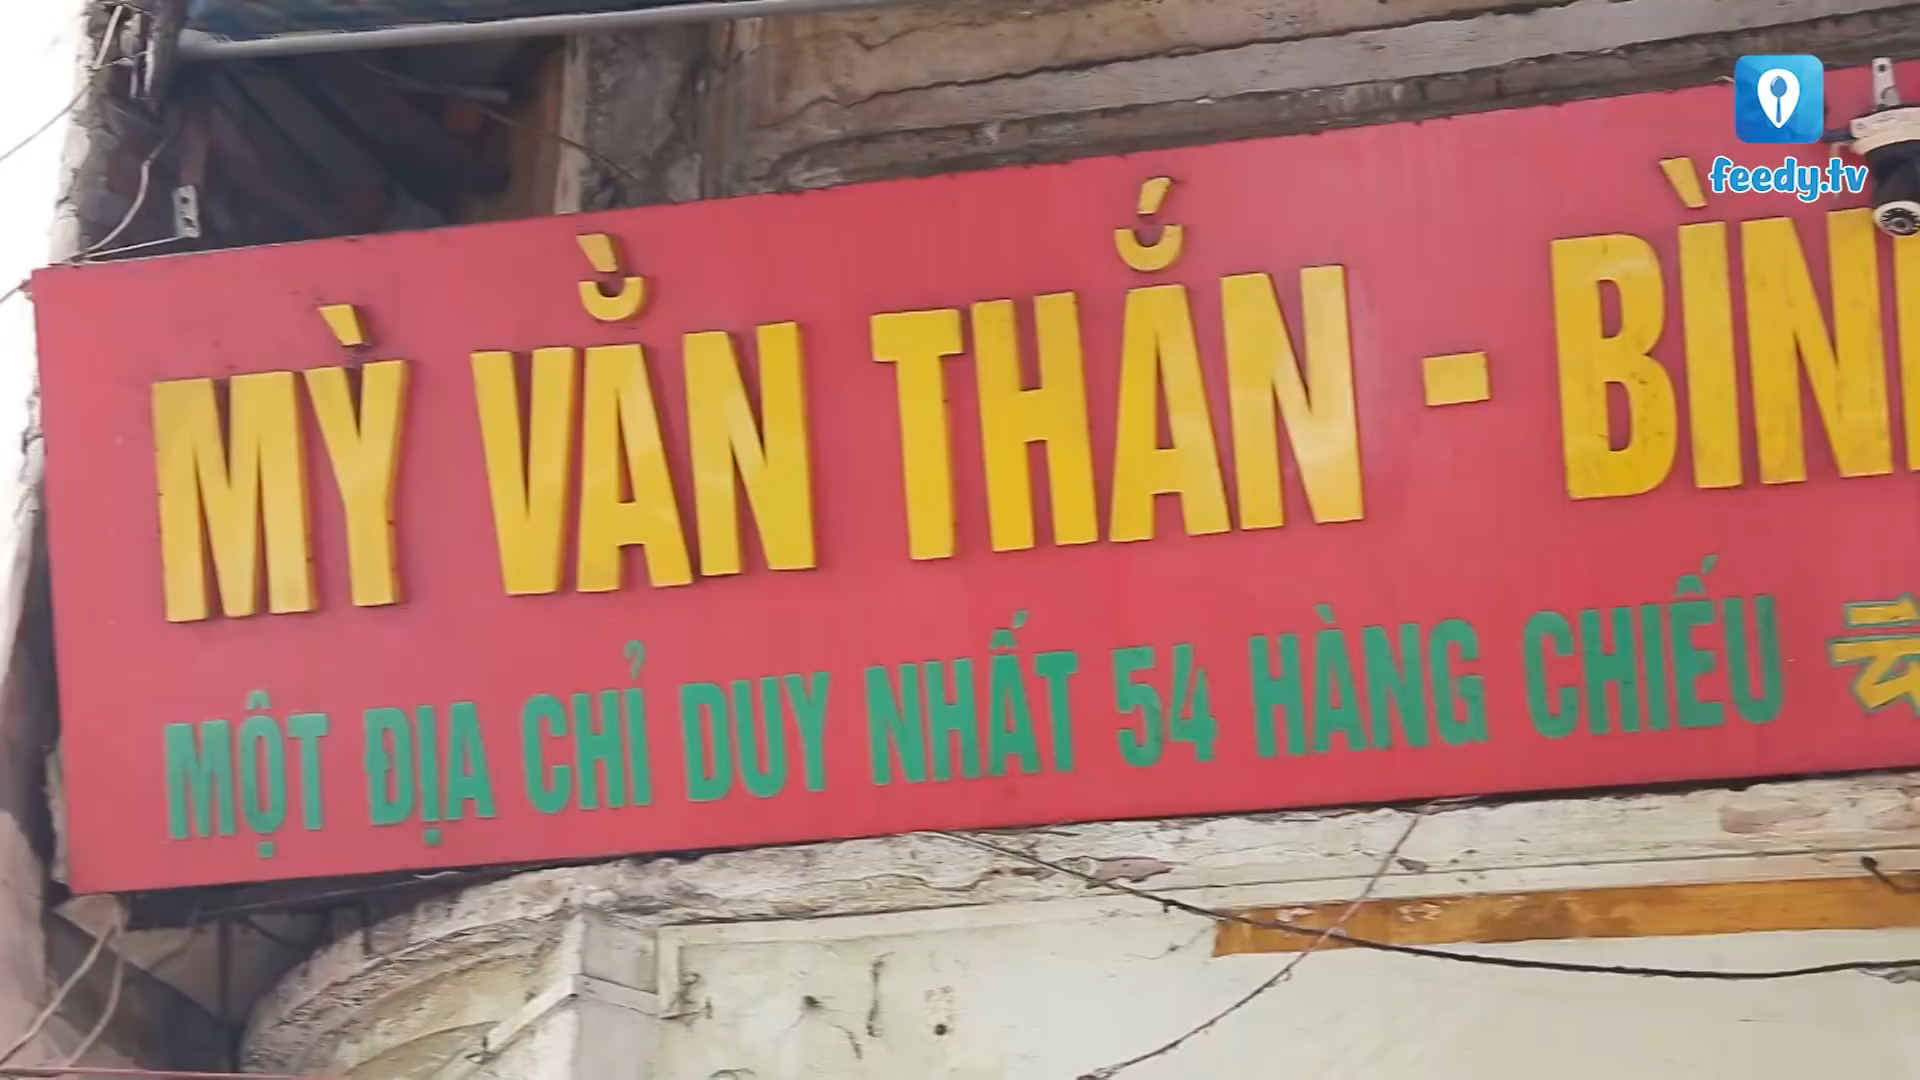 feedy.tv
MỲ VẰN THẮN - BÌN
MỘT ĐỊA CHỈ DUY NHẤT 54 HÀNG CHIẾU